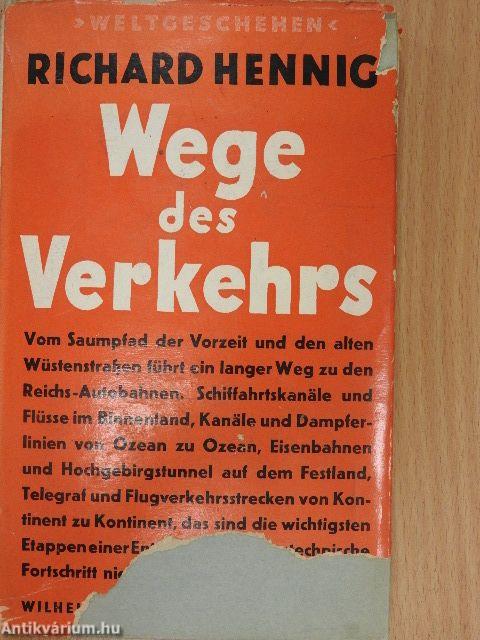 >WELTGESCHEHEN<
RICHARD HENNIG
Wege
des
Verkehrs
Vom Saumpfad der Vorzeit und den alten
Wüstenstraßen führt ein langer Weg zu den
Reichs-Autobahnen. Schiffahrtskanäle und
Flüsse im Binnenland, Kanäle und Dampfer-
linien von Ozean zu Ozean, Eisenbahnen
und Hochgebirgstunnel auf dem Festland,
Telegraf und Flugverkehrsstrecken von Kon-
tinent zu Kontinent, das sind die wichtigsten
Etappen einer technische
Fortschritt
Antikvárium.hu